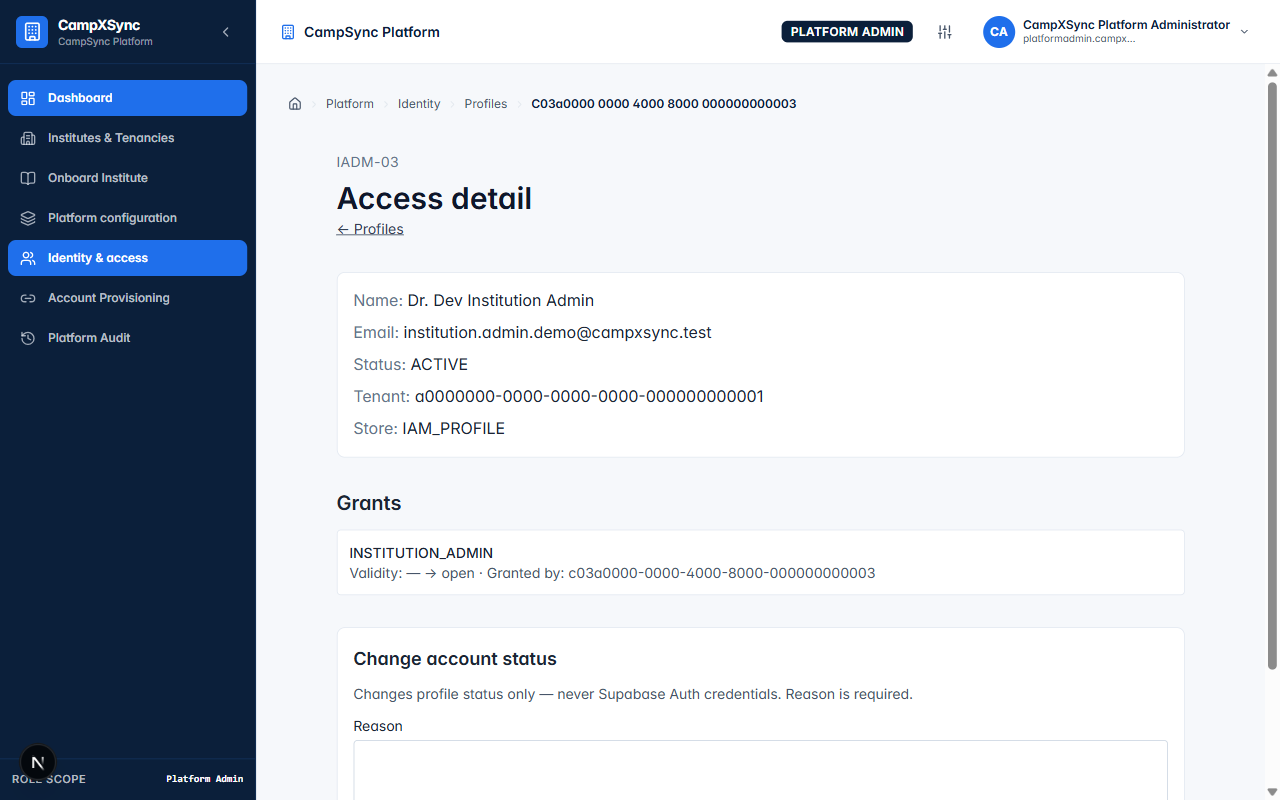 CampXSync
CampSync Platform
Dashboard
Institutes & Tenancies
Onboard Institute
Platform configuration
Identity & access
Account Provisioning
Platform Audit
N
ROLE SCOPE
Platform Admin
CampSync Platform
PLATFORM ADMIN
CA
CampXSync Platform Administrator
platformadmin.campx...
Platform
Identity
Profiles
C03a0000 0000 4000 8000 000000000003
IADM-03
Access detail
← Profiles
Name: Dr. Dev Institution Admin
Email: institution.admin.demo@campxsync.test
Status: ACTIVE
Tenant: a0000000-0000-0000-0000-000000000001
Store: IAM_PROFILE
Grants
INSTITUTION_ADMIN
Validity: — → open · Granted by: c03a0000-0000-4000-8000-000000000003
Change account status
Changes profile status only — never Supabase Auth credentials. Reason is required.
Reason